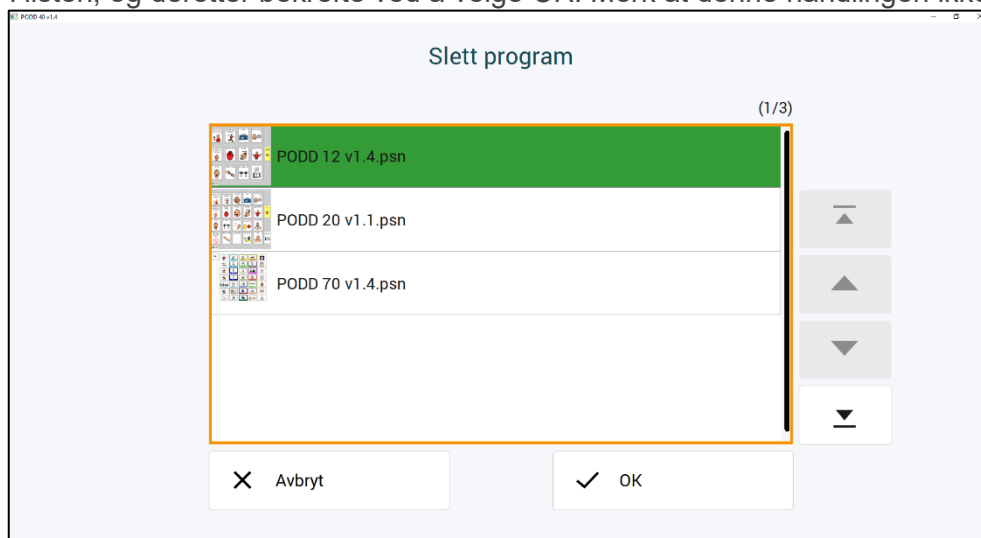 i listen, og deretter bekrefte ved å velge OK. Merk at denne handlingen ikke
PODD 40 v1.4
Slett program
(1/3)
PODD 12 v1.4.psn
PODD 20 v1.1.psn
PODD 70 v1.4.psn
Avbryt
OK